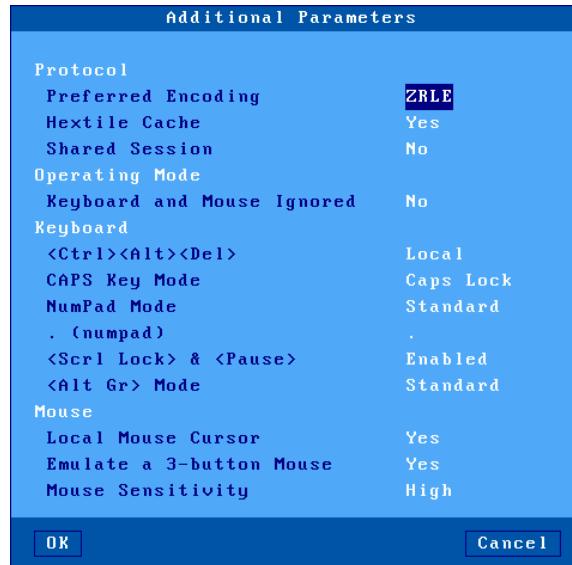 Additional Parameters
Protocol
Preferred Encoding ZRLE
Hextile Cache Yes
Shared Session No
Operating Mode
Keyboard and Mouse Ignored No
Keyboard
<Ctrl><Alt><Del> Local
CAPS Key Mode Caps Lock
NumPad Mode Standard
. (numpad) .
<Scrl Lock> & <Pause> Enabled
<Alt Gr> Mode Standard
Mouse
Local Mouse Cursor Yes
Emulate a 3-button Mouse Yes
Mouse Sensitivity High
OK Cancel